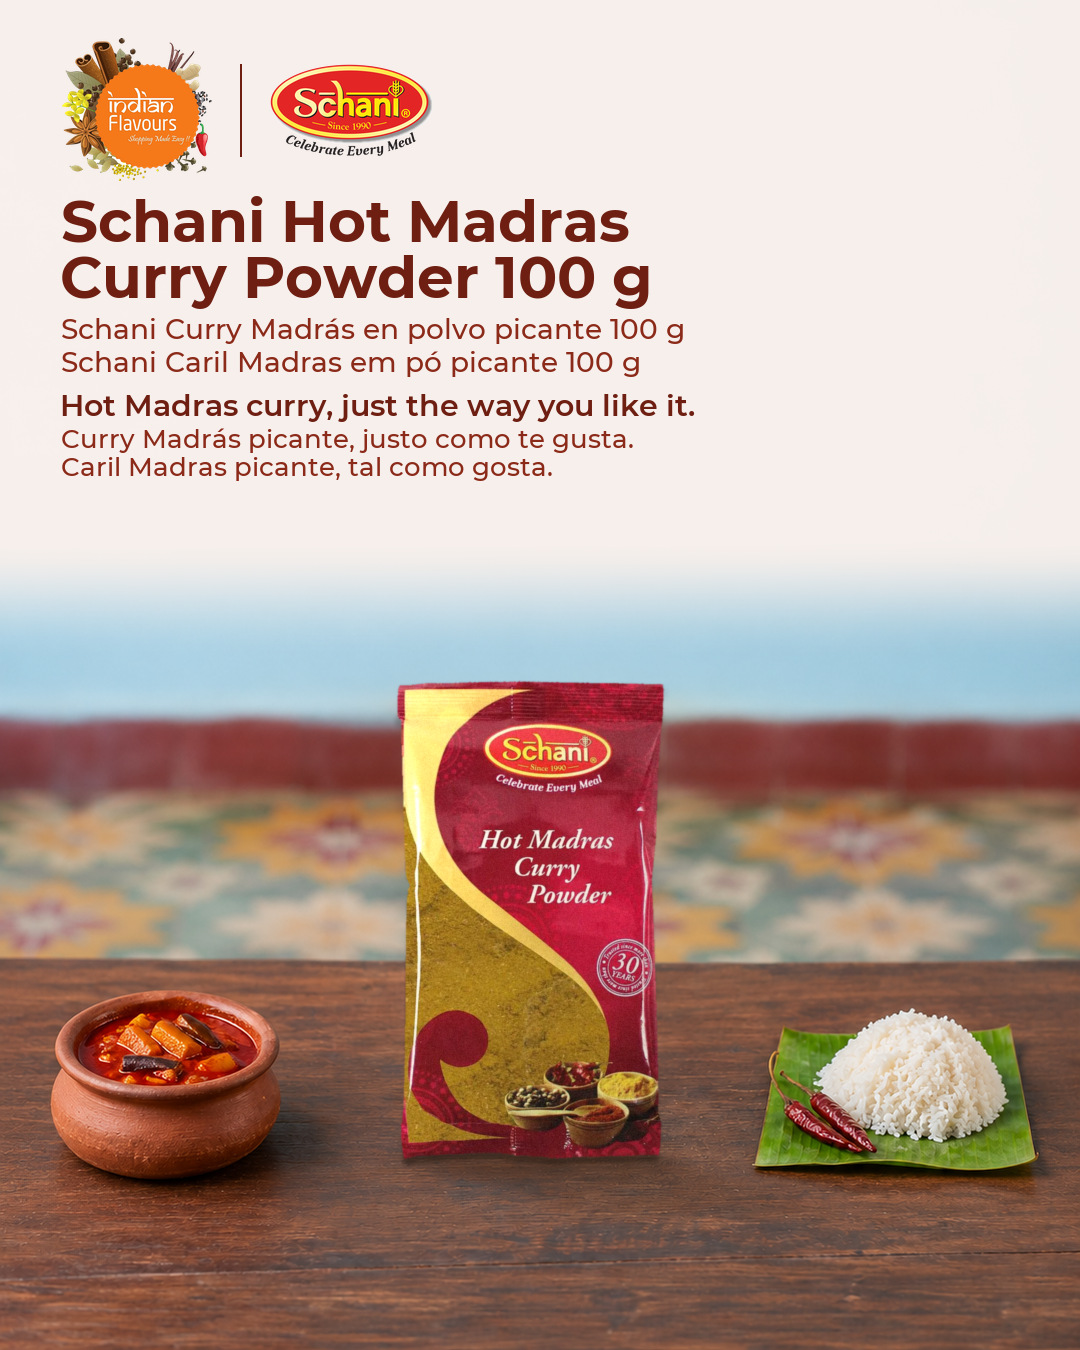 indian
Flavours
Shopping Made Easy !!
Schani®
Since 1990
Celebrate Every Meal
Schani Hot Madras
Curry Powder 100 g
Schani Curry Madrás en polvo picante 100 g
Schani Caril Madras em pó picante 100 g
Hot Madras curry, just the way you like it.
Curry Madrás picante, justo como te gusta.
Caril Madras picante, tal como gosta.
Schani®
Since 1990
Celebrate Every Meal
Hot Madras
Curry
Powder
30
YEARS